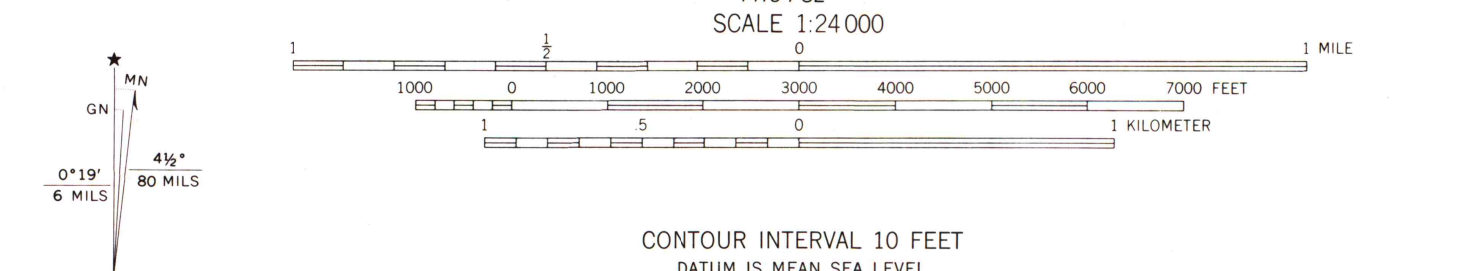 SCALE 1:24 000
1 ½ 0 1 MILE
1000 0 1000 2000 3000 4000 5000 6000 7000 FEET
1 .5 0 1 KILOMETER
MN
GN
0°19′
6 MILS
4½°
80 MILS
CONTOUR INTERVAL 10 FEET
DATUM IS MEAN SEA LEVEL